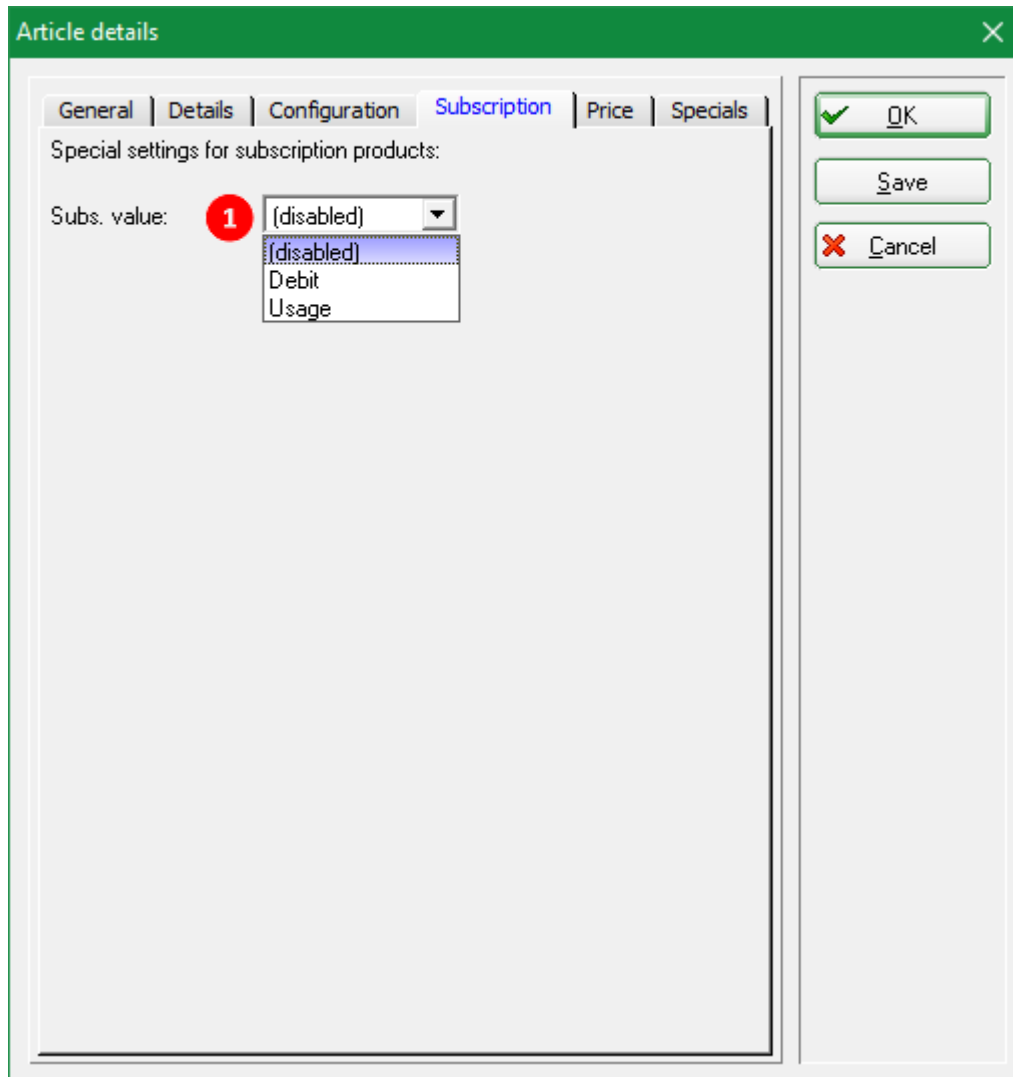 Article details
General Details Configuration Subscription Price Specials
Special settings for subscription products:
Subs. value: 1 (disabled)
(disabled)
Debit
Usage
OK
Save
Cancel